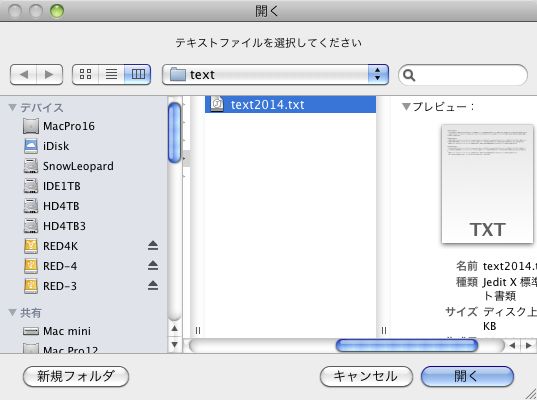 開く
テキストファイルを選択してください
text
デバイス
MacPro16
iDisk
SnowLeopard
IDE1TB
HD4TB
HD4TB3
RED4K
RED-4
RED-3
共有
Mac mini
Mac Pro12
text2014.txt
プレビュー：
TXT
名前 text2014.t
種類 Jedit X 標準
ト書類
サイズ ディスク上
KB
新規フォルダ
キャンセル
開く